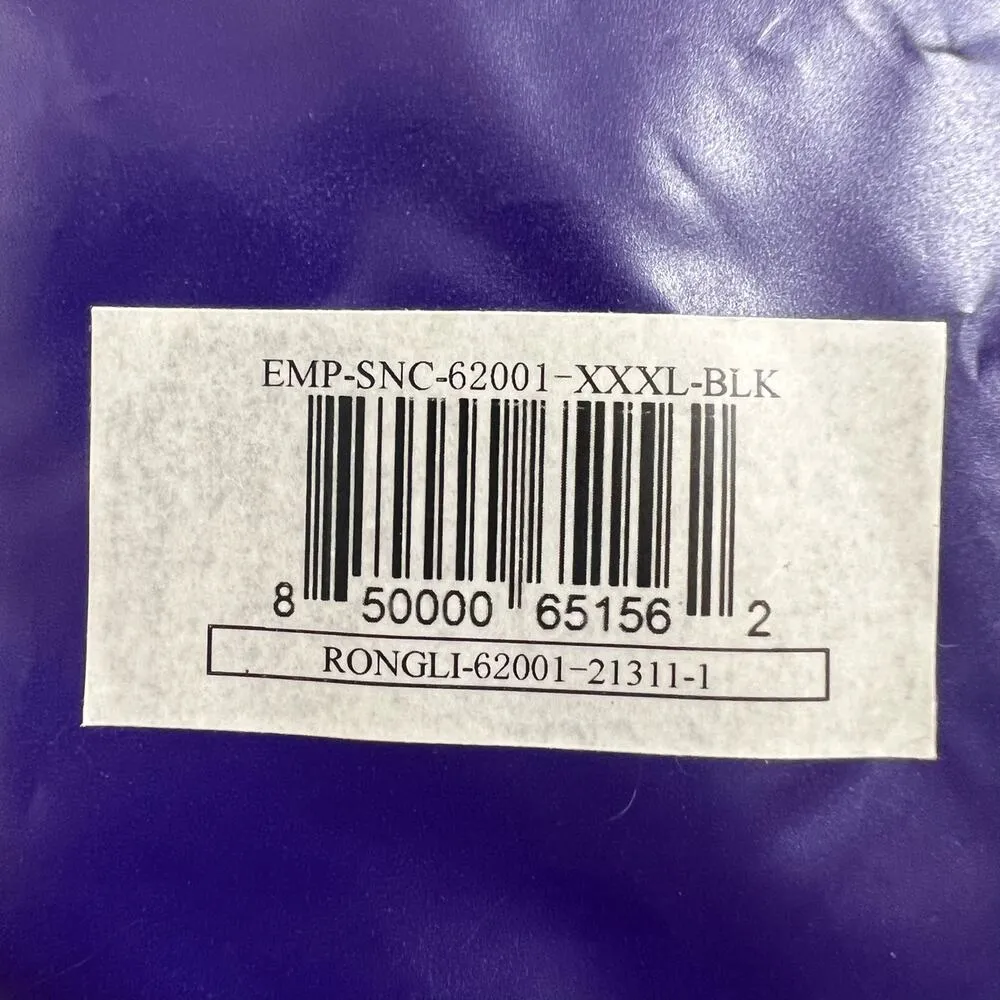 EMP-SNC-62001-XXXL-BLK
8 50000 65156 2
RONGLI-62001-21311-1